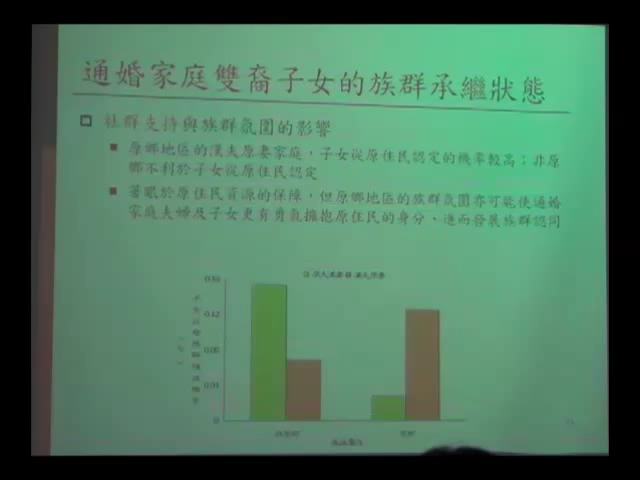 通婚家庭雙裔子女的族群承繼狀態
社群支持與族群氛圍的影響
原鄉地區的漢夫原妻家庭，子女從原住民認定的機率較高；非原
鄉不利於子女從原住民認定
著眼於原住民資源的保障，但原鄉地區的族群氛圍亦可能使通婚
家庭夫婦及子女更有勇氣擁抱原住民的身分，進而發展族群認同
0.12
0